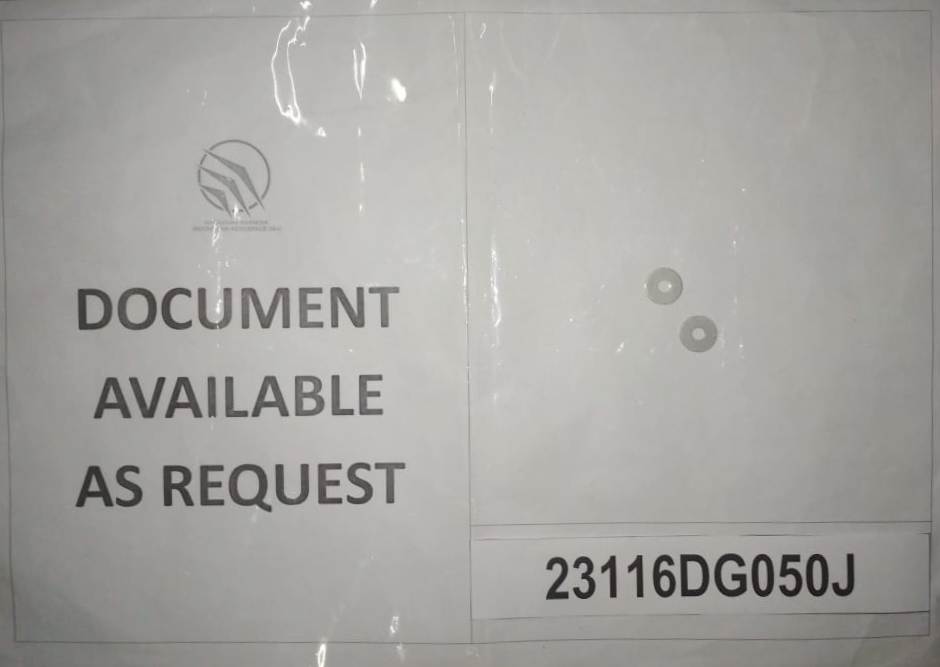 DOCUMENT
AVAILABLE
AS REQUEST
23116DG050J